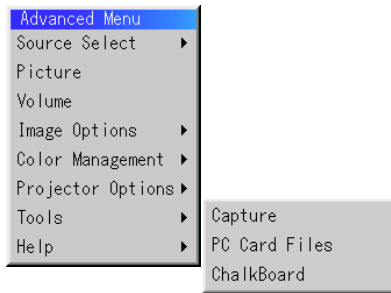 Advanced Menu
Source Select
Picture
Volume
Image Options
Color Management
Projector Options
Tools
Help
Capture
PC Card Files
ChalkBoard